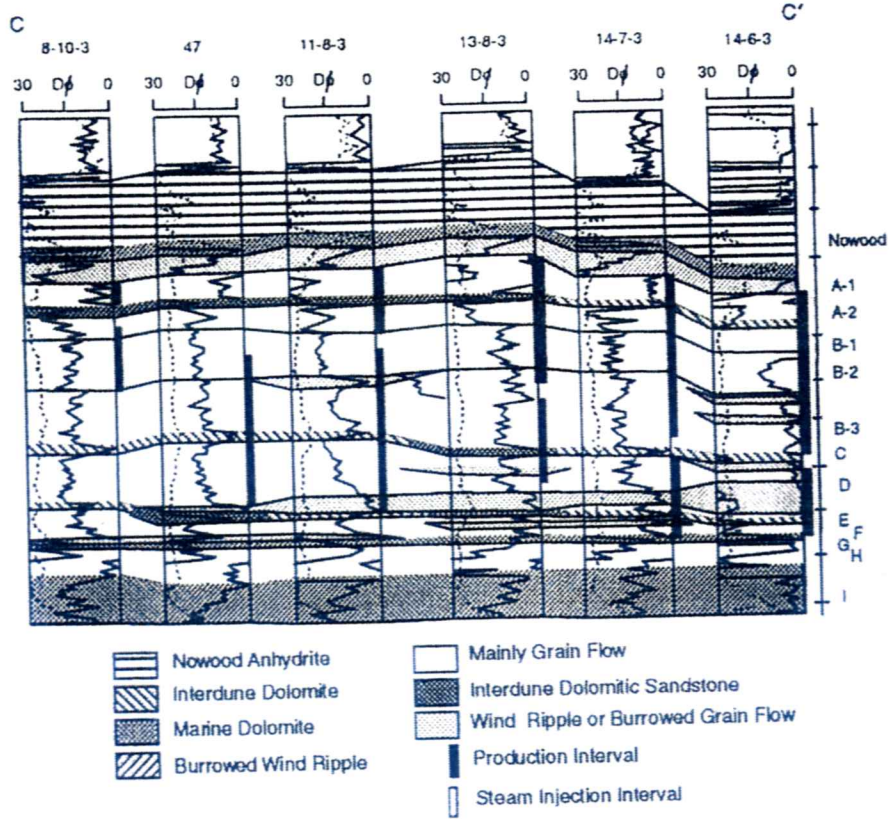 C C'
8-10-3 47 11-8-3 13-8-3 14-7-3 14-6-3
30 Dϕ 0 30 Dϕ 0 30 Dϕ 0 30 Dϕ 0 30 Dϕ 0 30 Dϕ 0
Nowood
A-1
A-2
B-1
B-2
B-3
C
D
E
F
G
H
I
Nowood Anhydrite
Interdune Dolomite
Marine Dolomite
Burrowed Wind Ripple
Mainly Grain Flow
Interdune Dolomitic Sandstone
Wind Ripple or Burrowed Grain Flow
Production Interval
Steam Injection Interval